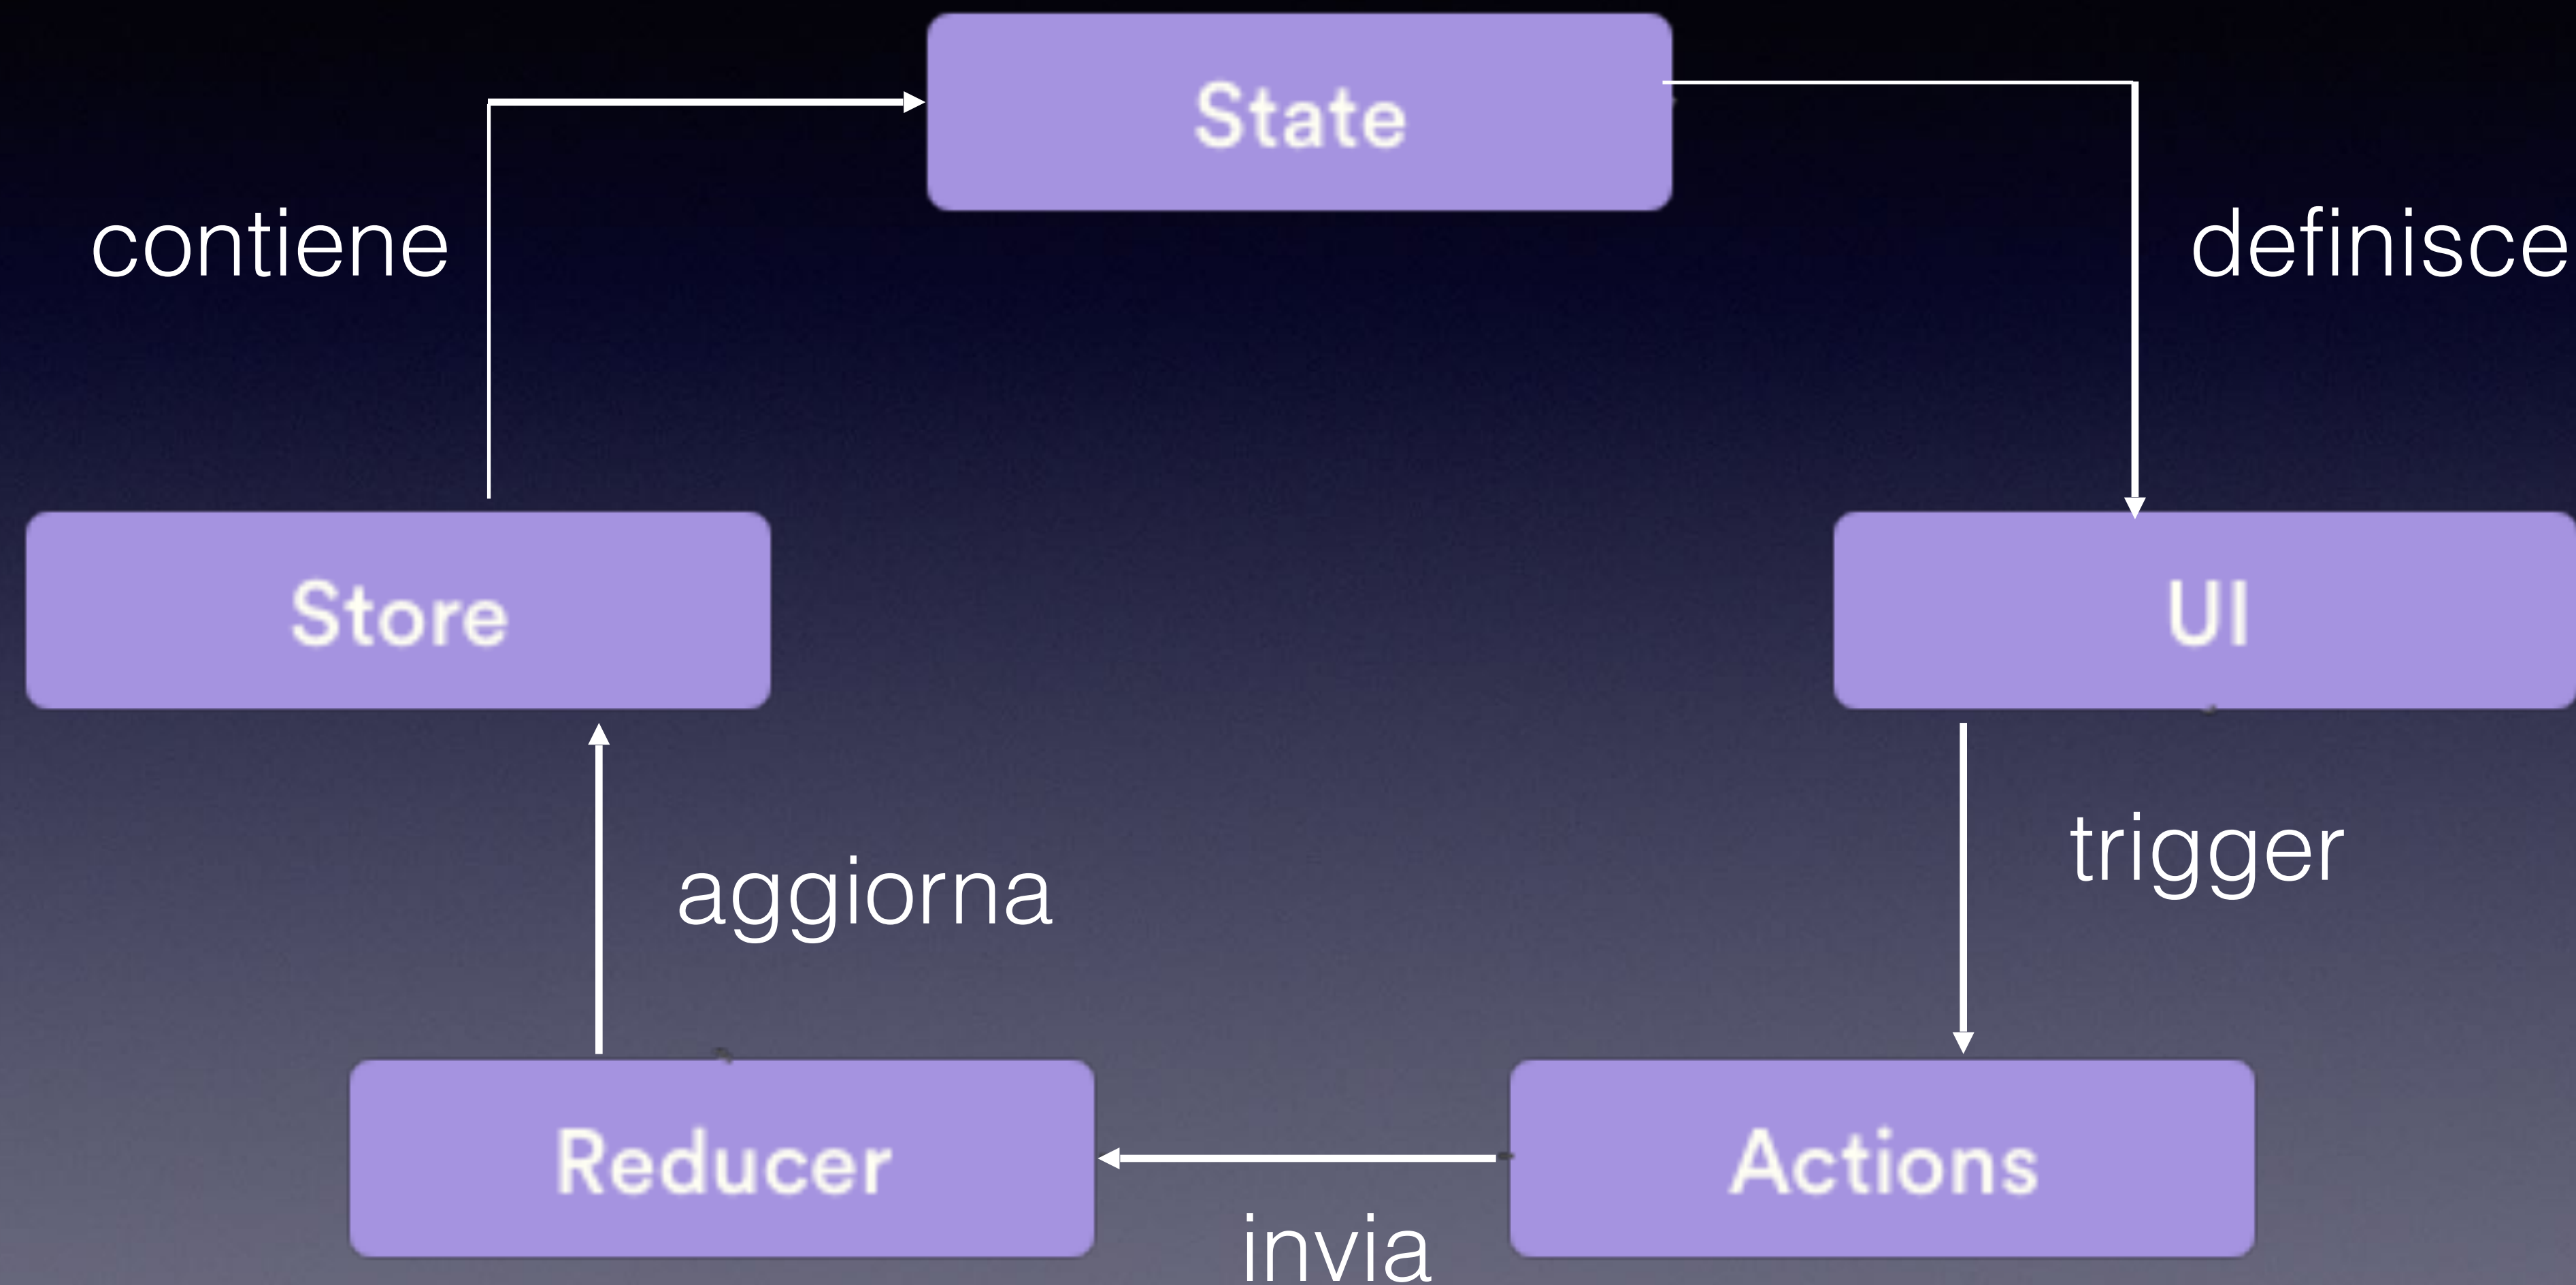 State
contiene
definisce
Store
UI
trigger
aggiorna
Reducer
Actions
invia